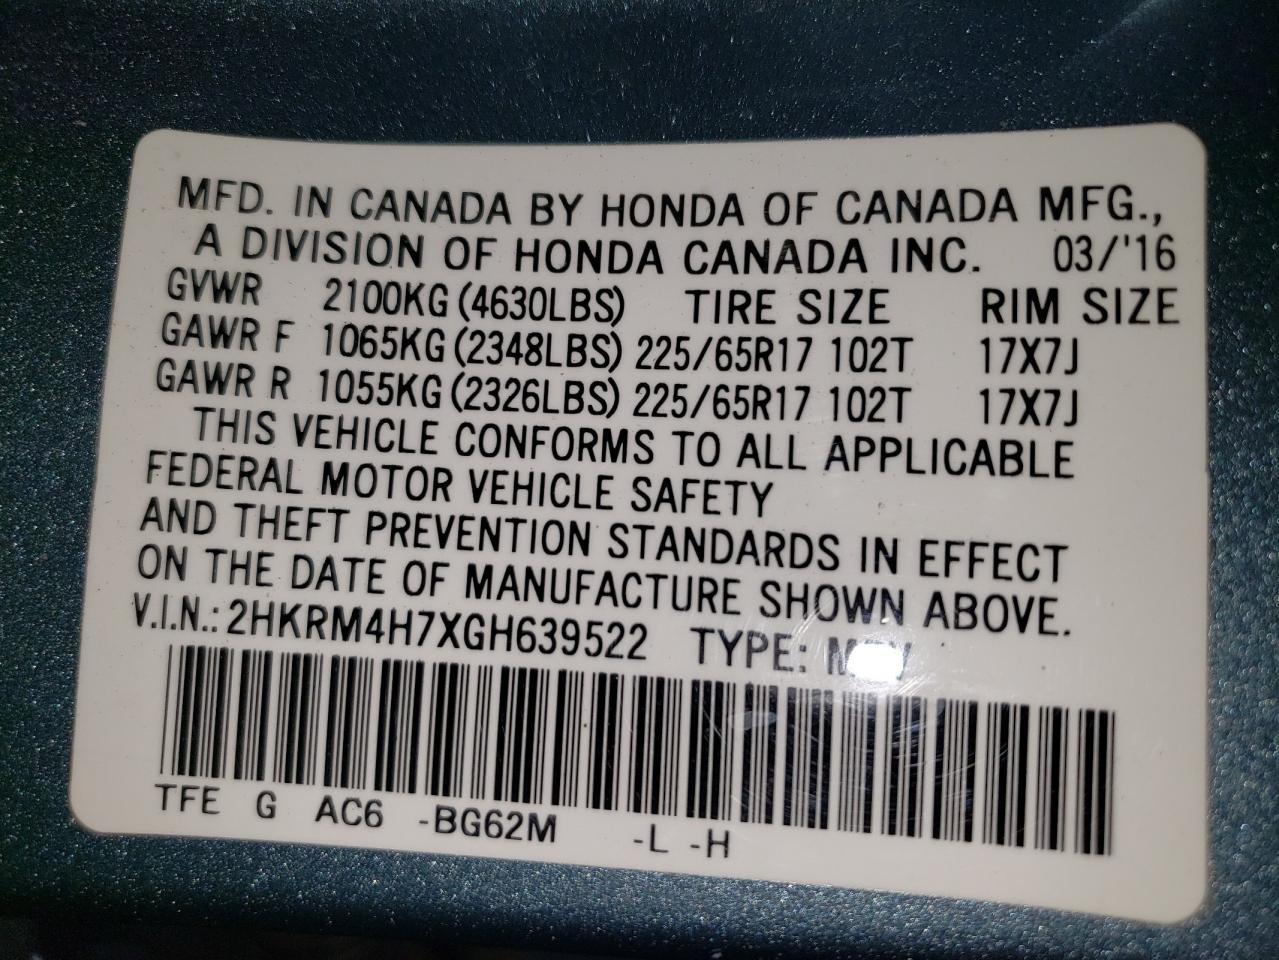 MFD. IN CANADA BY HONDA OF CANADA MFG.,
A DIVISION OF HONDA CANADA INC. 03/'16
GVWR 2100KG (4630LBS) TIRE SIZE RIM SIZE
GAWR F 1065KG (2348LBS) 225/65R17 102T 17X7J
GAWR R 1055KG (2326LBS) 225/65R17 102T 17X7J
THIS VEHICLE CONFORMS TO ALL APPLICABLE
FEDERAL MOTOR VEHICLE SAFETY
AND THEFT PREVENTION STANDARDS IN EFFECT
ON THE DATE OF MANUFACTURE SHOWN ABOVE.
V.I.N.: 2HKRM4H7XGH639522 TYPE:
TFE G AC6 -BG62M -L -H